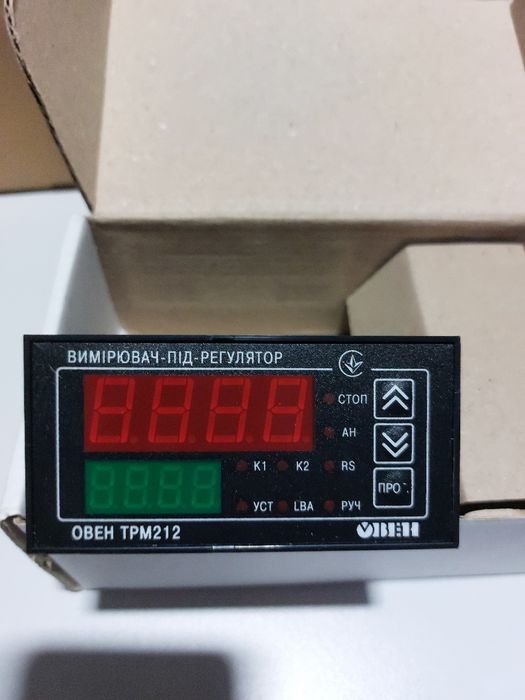 ВИМІРЮВАЧ-ПІД-РЕГУЛЯТОР
СТОП
АН
К1 К2 RS
ПРОГ.
УСТ LBA РУЧ
ОВЕН ТРМ212
ОВЕН